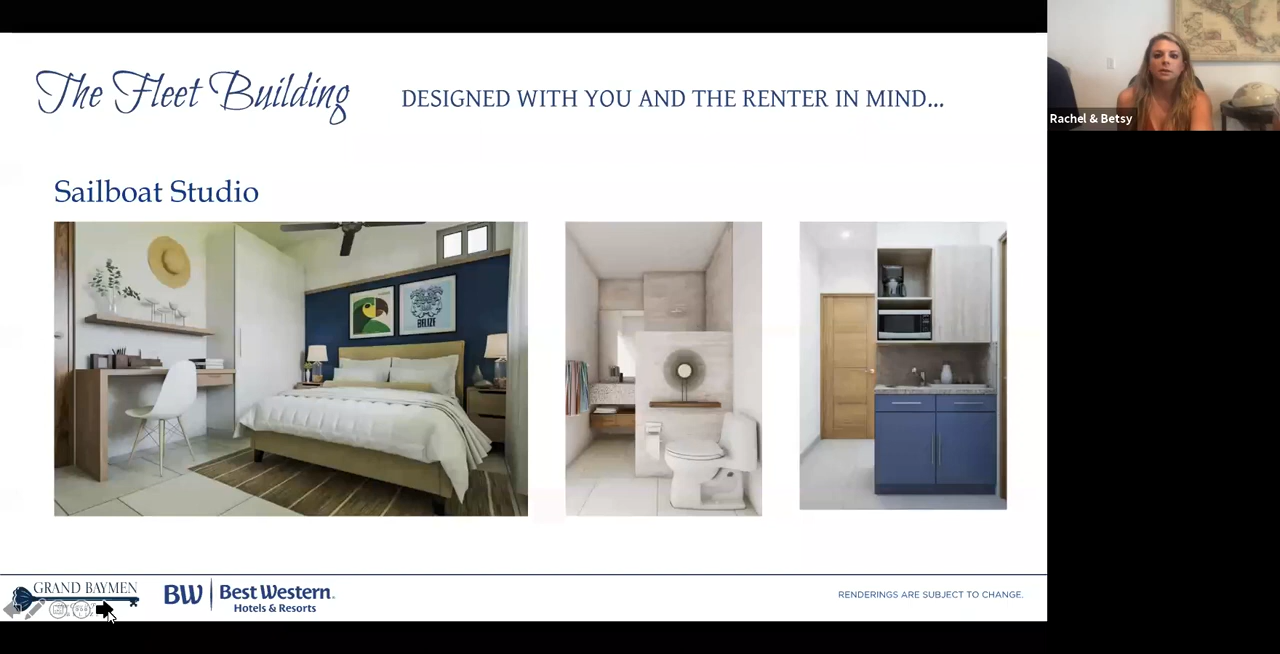 The Fleet Building
DESIGNED WITH YOU AND THE RENTER IN MIND...
Rachel & Betsy
Sailboat Studio
BELIZE
GRAND BAYMEN
BW Best Western
Hotels & Resorts
RENDERINGS ARE SUBJECT TO CHANGE.